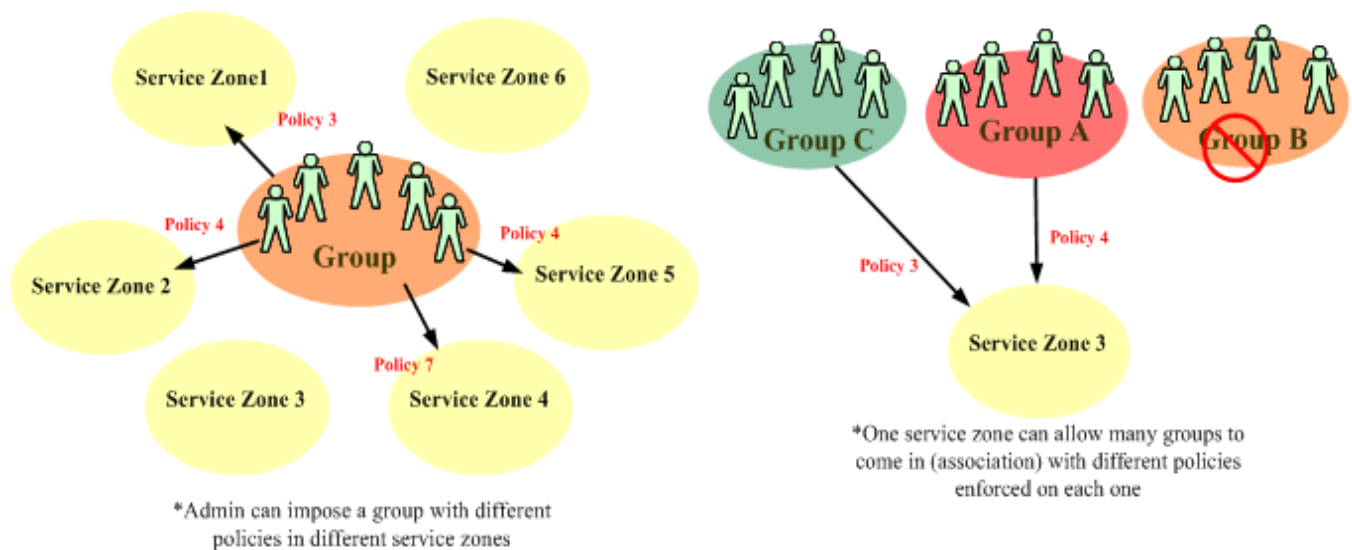 Service Zone1
Service Zone 6
Policy 3
Policy 4
Group
Policy 4
Service Zone 2
Service Zone 5
Policy 7
Service Zone 3
Service Zone 4
*Admin can impose a group with different
policies in different service zones
Group C
Group A
Group B
Policy 3
Policy 4
Service Zone 3
*One service zone can allow many groups to
come in (association) with different policies
enforced on each one